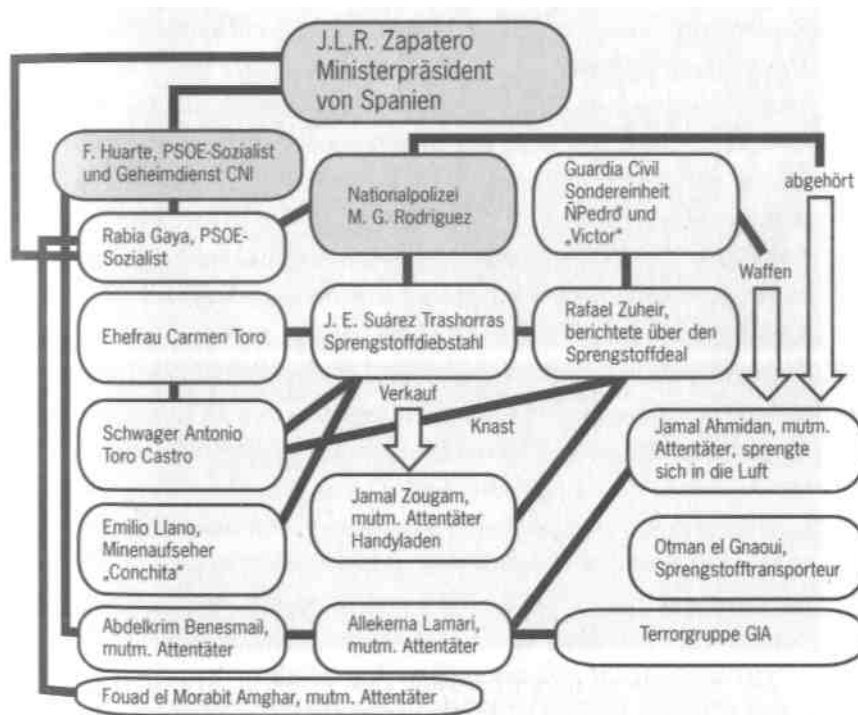 J.L.R. Zapatero
Ministerpräsident
von Spanien
F. Huarte, PSOE-Sozialist
und Geheimdienst CNI
Nationalpolizei
M. G. Rodriguez
Guardia Civil
Sondereinheit
ÑPedro und
„Victor“
abgehört
Rabia Gaya, PSOE-
Sozialist
Waffen
Ehefrau Carmen Toro
J. E. Suárez Trashorras
Sprengstoffdiebstahl
Rafael Zuheir,
berichtete über den
Sprengstoffdeal
Verkauf
Knast
Schwager Antonio
Toro Castro
Jamal Ahmidan, mutm.
Attentäter, sprengte
sich in die Luft
Jamal Zougam,
mutm. Attentäter
Handyladen
Emilio Llano,
Minenaufseher
„Conchita“
Otman el Gnaoui,
Sprengstofftransporteur
Abdelkrim Benesmail,
mutm. Attentäter
Allekema Lamari,
mutm. Attentäter
Terrorgruppe GIA
Fouad el Morabit Amghar, mutm. Attentäter